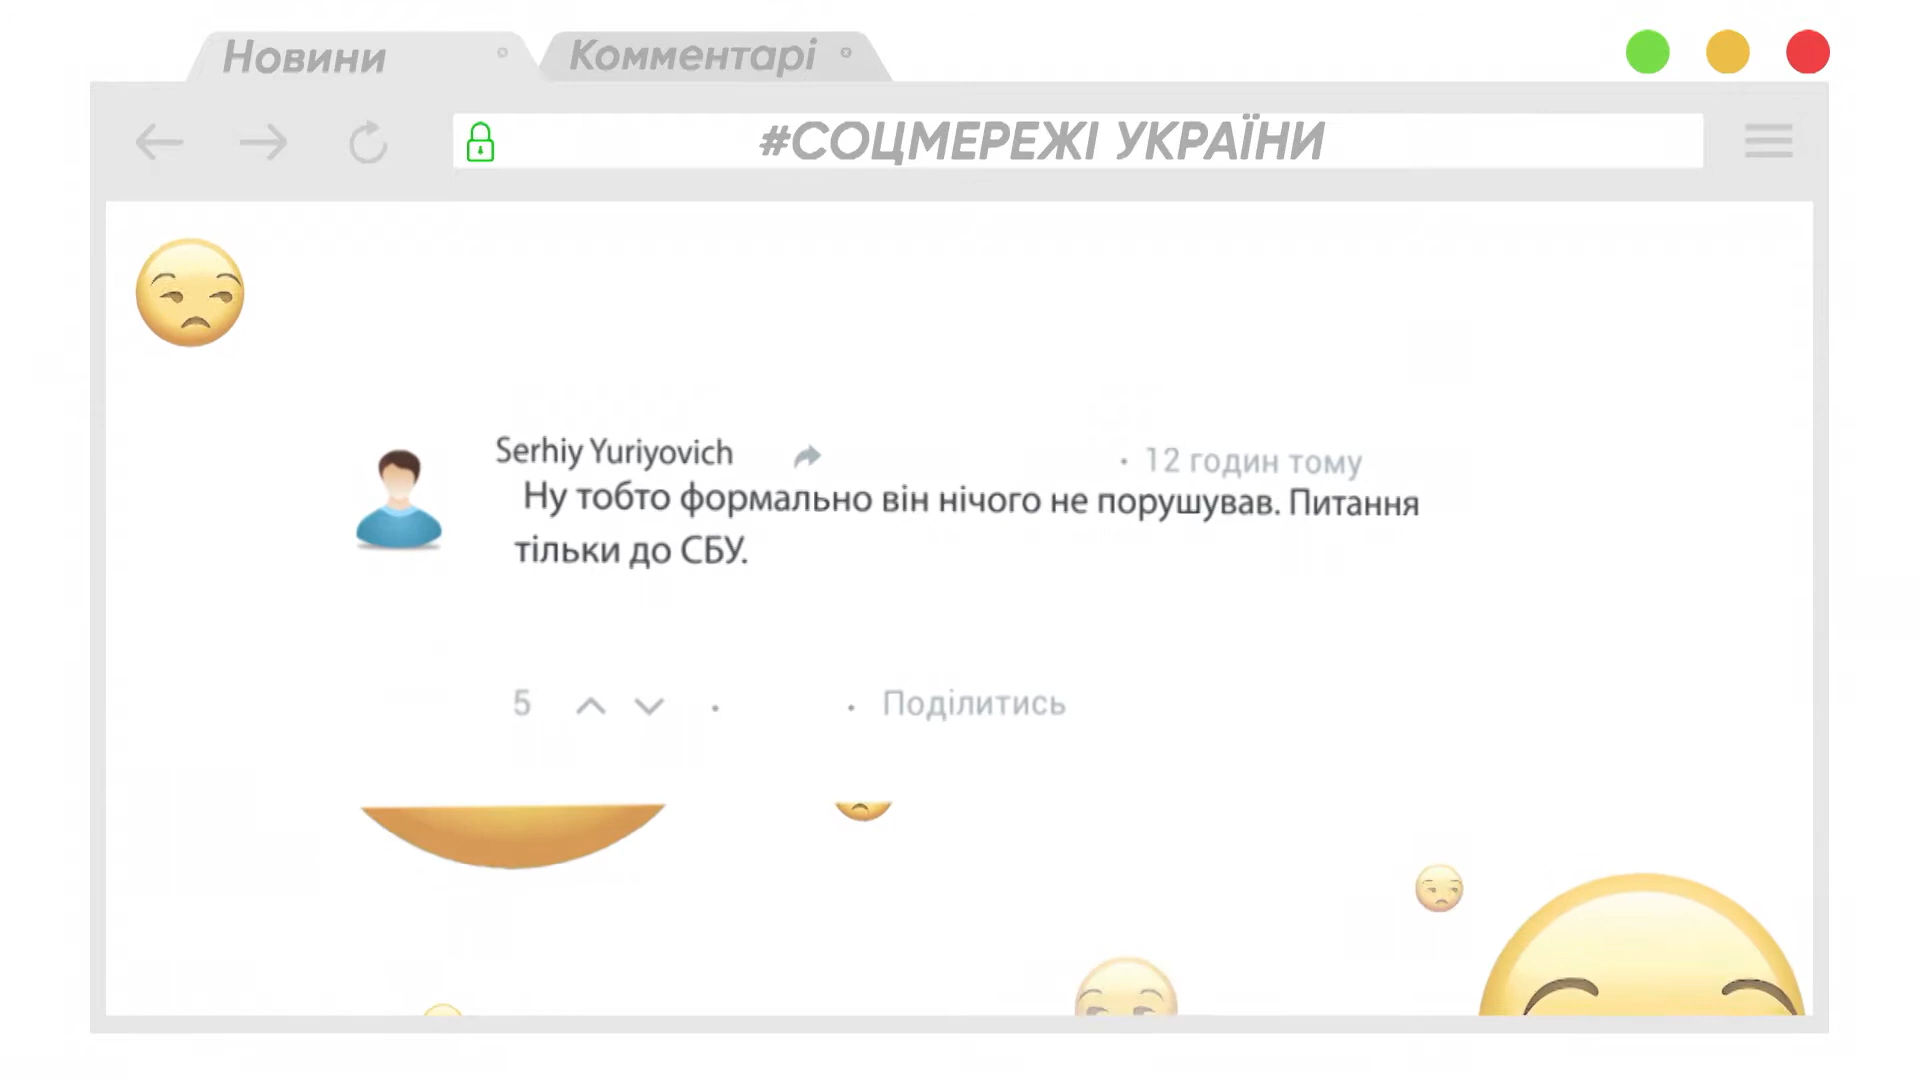 Новини
Комментарі
#СОЦМЕРЕЖІ УКРАЇНИ
Serhiy Yuriyovich
• 12 годин тому
Ну тобто формально він нічого не порушував. Питання
тільки до СБУ.
5 • • Поділитись